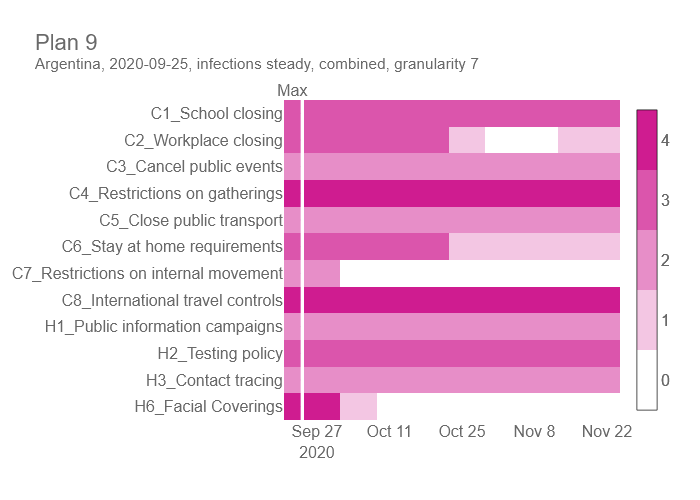 Plan 9
Argentina, 2020-09-25, infections steady, combined, granularity 7
Max
C1_School closing
C2_Workplace closing
C3_Cancel public events
C4_Restrictions on gatherings
C5_Close public transport
C6_Stay at home requirements
C7_Restrictions on internal movement
C8_International travel controls
H1_Public information campaigns
H2_Testing policy
H3_Contact tracing
H6_Facial Coverings
Sep 27 Oct 11 Oct 25 Nov 8 Nov 22
2020
4
3
2
1
0